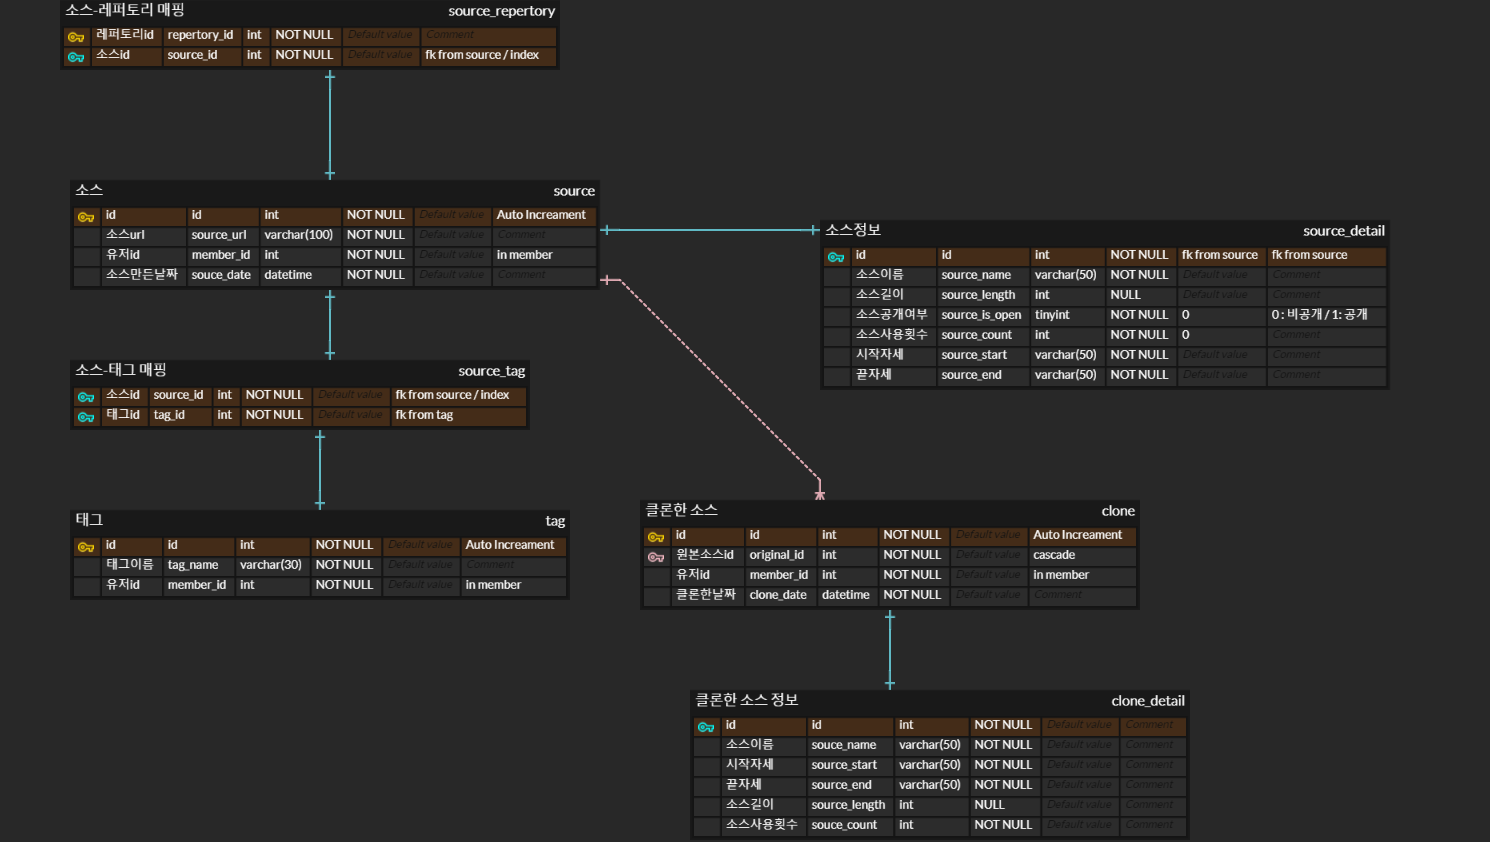 소스-레퍼토리 매핑 source_repertory
레퍼토리id repertory_id int NOT NULL Default value Comment
소스id source_id int NOT NULL Default value fk from source / index
소스 source
id id int NOT NULL Default value Auto Increament
소스url source_url varchar(100) NOT NULL Default value Comment
유저id member_id int NOT NULL Default value in member
소스만든날짜 souce_date datetime NOT NULL Default value Comment
소스정보 source_detail
id id int NOT NULL fk from source fk from source
소스이름 source_name varchar(50) NOT NULL Default value Comment
소스길이 source_length int NULL Default value Comment
소스공개여부 source_is_open tinyint NOT NULL 0 0 : 비공개 / 1: 공개
소스사용횟수 source_count int NOT NULL 0 Comment
시작자세 source_start varchar(50) NOT NULL Default value Comment
끝자세 source_end varchar(50) NOT NULL Default value Comment
소스-태그 매핑 source_tag
소스id source_id int NOT NULL Default value fk from source / index
태그id tag_id int NOT NULL Default value fk from tag
태그 tag
id id int NOT NULL Default value Auto Increament
태그이름 tag_name varchar(30) NOT NULL Default value Comment
유저id member_id int NOT NULL Default value in member
클론한 소스 clone
id id int NOT NULL Default value Auto Increament
원본소스id original_id int NOT NULL Default value cascade
유저id member_id int NOT NULL Default value in member
클론한날짜 clone_date datetime NOT NULL Default value Comment
클론한 소스 정보 clone_detail
id id int NOT NULL Default value Comment
소스이름 souce_name varchar(50) NOT NULL Default value Comment
시작자세 source_start varchar(50) NOT NULL Default value Comment
끝자세 source_end varchar(50) NOT NULL Default value Comment
소스길이 source_length int NULL Default value Comment
소스사용횟수 souce_count int NOT NULL Default value Comment